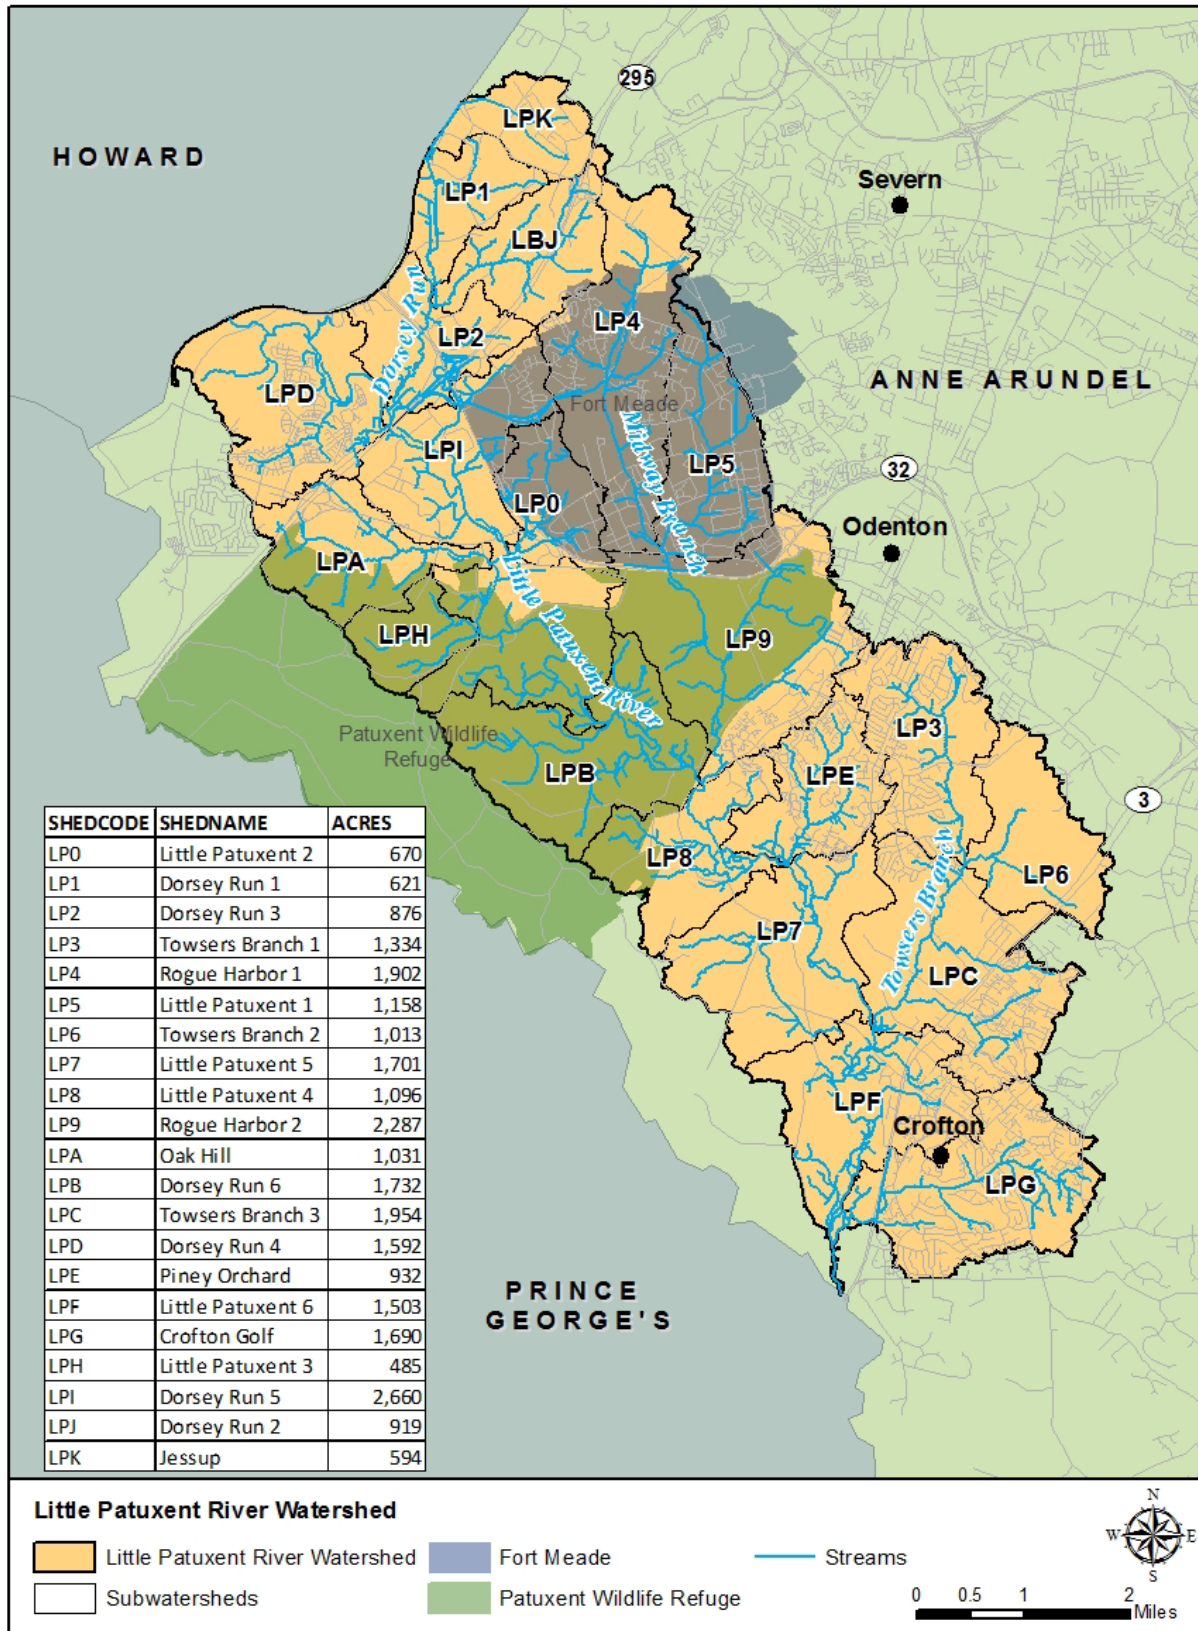 295
LPK
HOWARD
LP1
Severn
LBJ
Dorsey Run
LP4
LP2
ANNE ARUNDEL
LPD
Fort Meade
Midway Branch
LPI
LP5
32
LP0
Odenton
LPA
Little Patuxent River
LPH
LP9
LP3
Patuxent Wildlife
Refuge
LPB
LPE
3
LP8
LP6
Towsers Branch
LP7
LPC
LPF
Crofton
LPG
PRINCE
GEORGE'S
SHEDCODE SHEDNAME ACRES
LP0 Little Patuxent 2 670
LP1 Dorsey Run 1 621
LP2 Dorsey Run 3 876
LP3 Towsers Branch 1 1,334
LP4 Rogue Harbor 1 1,902
LP5 Little Patuxent 1 1,158
LP6 Towsers Branch 2 1,013
LP7 Little Patuxent 5 1,701
LP8 Little Patuxent 4 1,096
LP9 Rogue Harbor 2 2,287
LPA Oak Hill 1,031
LPB Dorsey Run 6 1,732
LPC Towsers Branch 3 1,954
LPD Dorsey Run 4 1,592
LPE Piney Orchard 932
LPF Little Patuxent 6 1,503
LPG Crofton Golf 1,690
LPH Little Patuxent 3 485
LPI Dorsey Run 5 2,660
LPJ Dorsey Run 2 919
LPK Jessup 594
Little Patuxent River Watershed
Little Patuxent River Watershed
Fort Meade
Streams
Subwatersheds
Patuxent Wildlife Refuge
N
W E
S
0 0.5 1 2
Miles